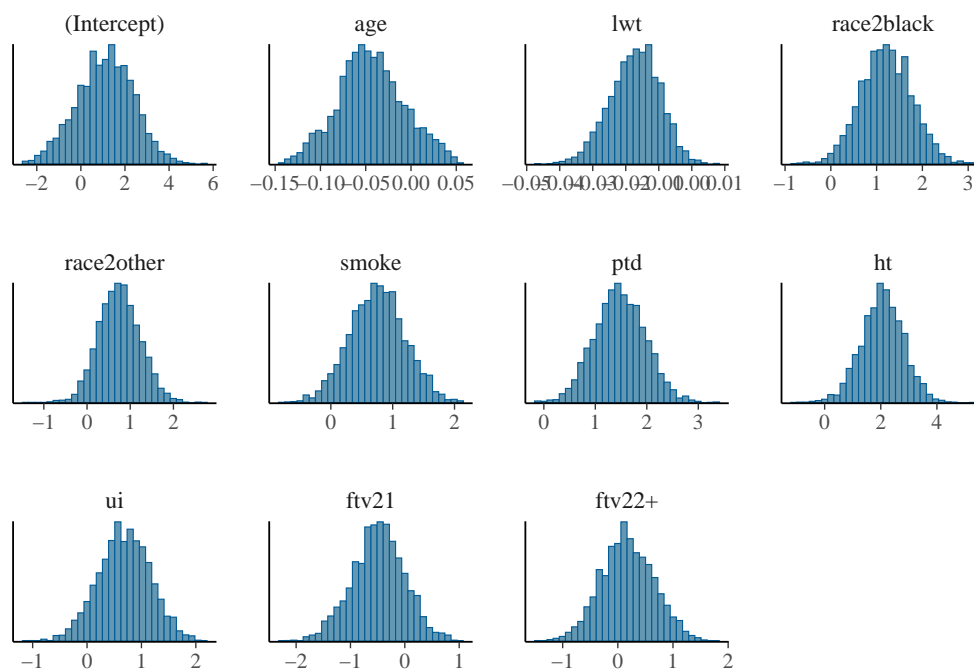 (Intercept) age lwt race2black
−2 0 2 4 6 −0.15 −0.10 −0.05 0.00 0.05 −0.05 −0.04 −0.03 −0.02 −0.01 0.00 0.01 −1 0 1 2 3
race2other smoke ptd ht
−1 0 1 2 0 1 2 0 1 2 3 0 2 4
ui ftv21 ftv22+
−1 0 1 2 −2 −1 0 1 −1 0 1 2